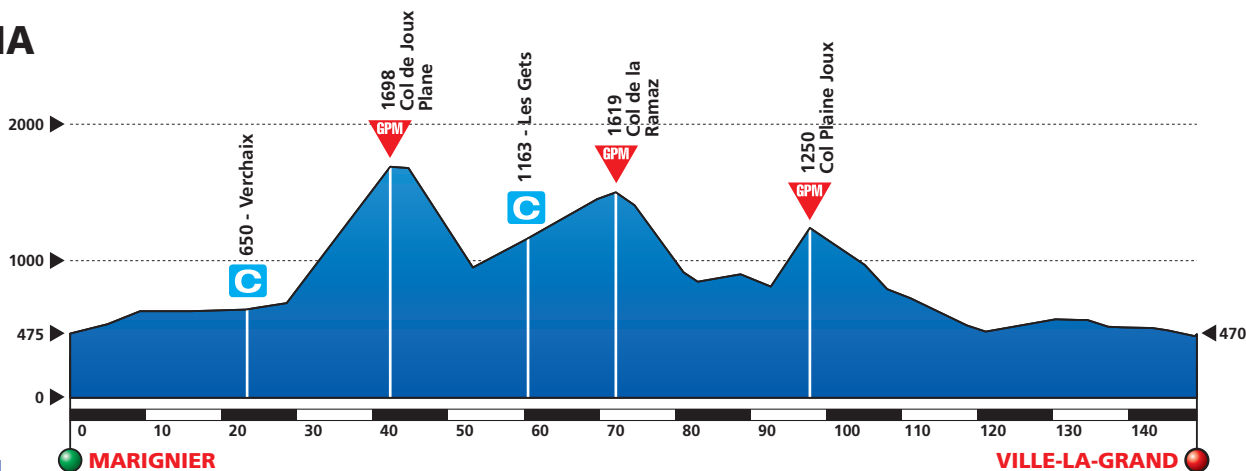 IA
2000
1000
475
0
650 - Verchaix
C
1698
Col de Joux
Plane
GPM
1163 - Les Gets
C
1619
Col de la
Ramaz
GPM
1250
Col Plaine Joux
GPM
470
0 10 20 30 40 50 60 70 80 90 100 110 120 130 140
MARIGNIER
VILLE-LA-GRAND